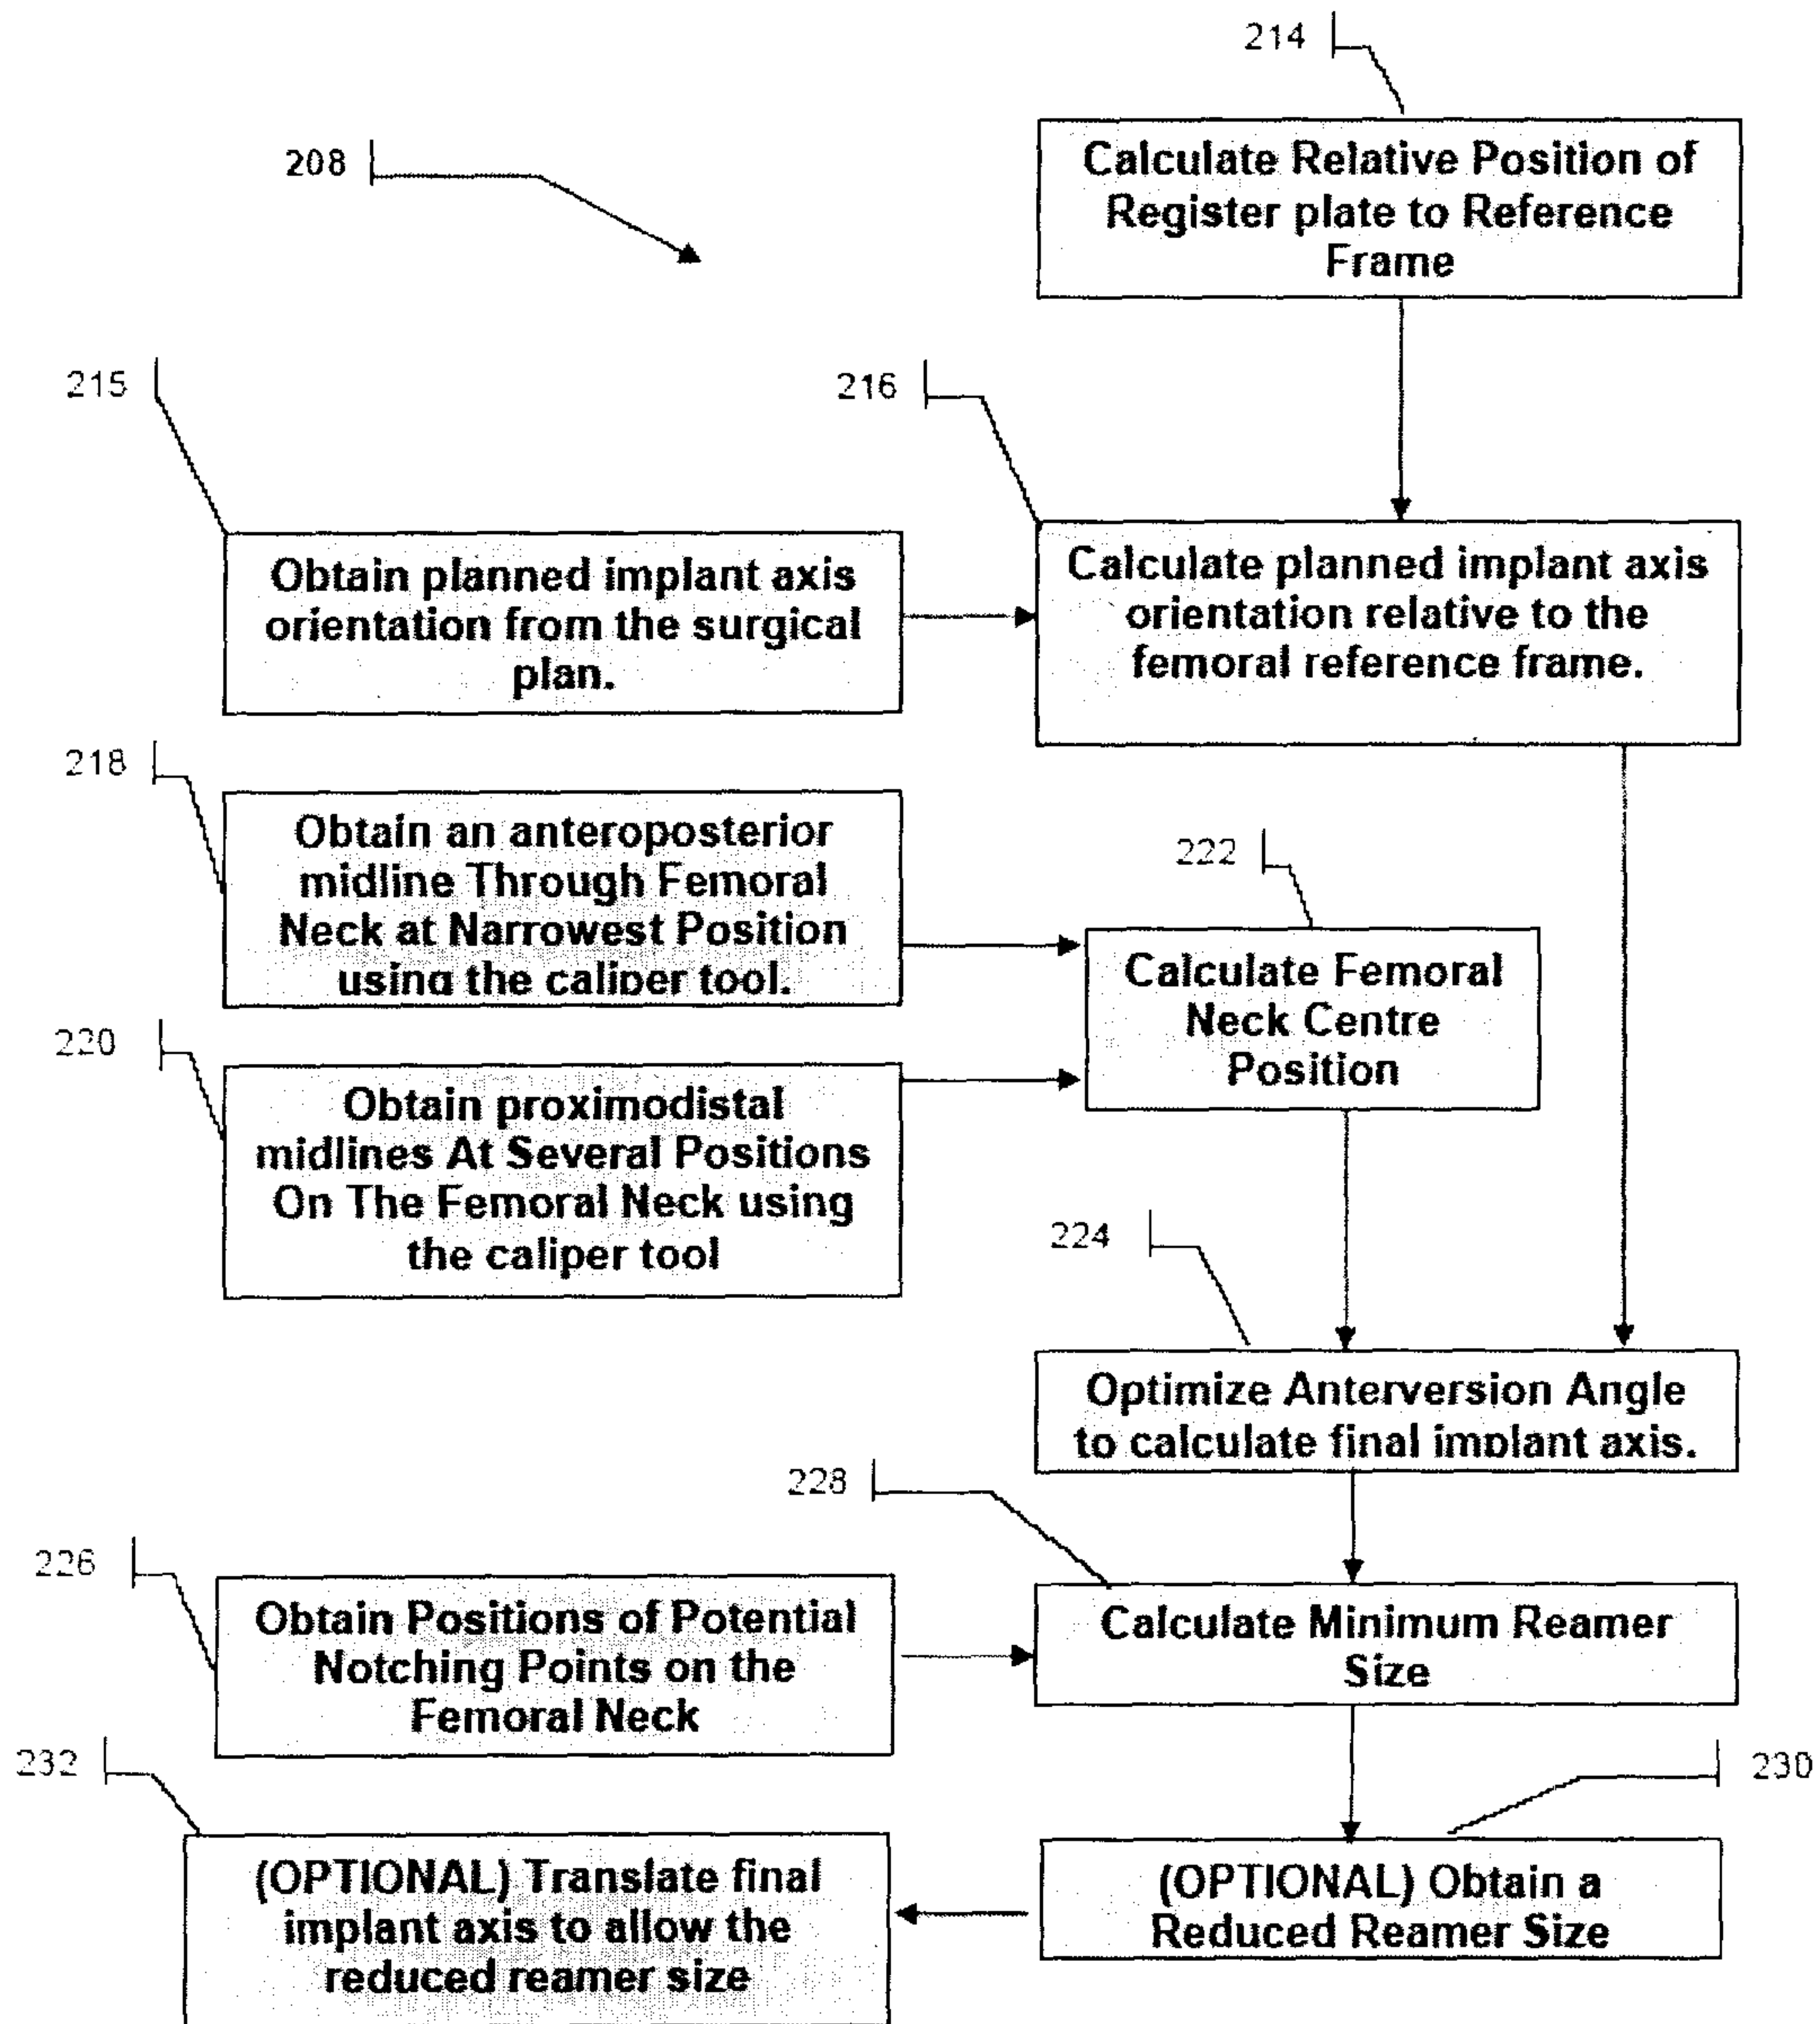 214
208
Calculate Relative Position of
Register plate to Reference
Frame
215
216
Obtain planned implant axis
orientation from the surgical
plan.
Calculate planned implant axis
orientation relative to the
femoral reference frame.
218
Obtain an anteroposterior
midline Through Femoral
Neck at Narrowest Position
using the caliper tool.
222
Calculate Femoral
Neck Centre
Position
220
Obtain proximodistal
midlines At Several Positions
On The Femoral Neck using
the caliper tool
224
Optimize Anterversion Angle
to calculate final implant axis.
228
226
Obtain Positions of Potential
Notching Points on the
Femoral Neck
Calculate Minimum Reamer
Size
232
230
(OPTIONAL) Translate final
implant axis to allow the
reduced reamer size
(OPTIONAL) Obtain a
Reduced Reamer Size